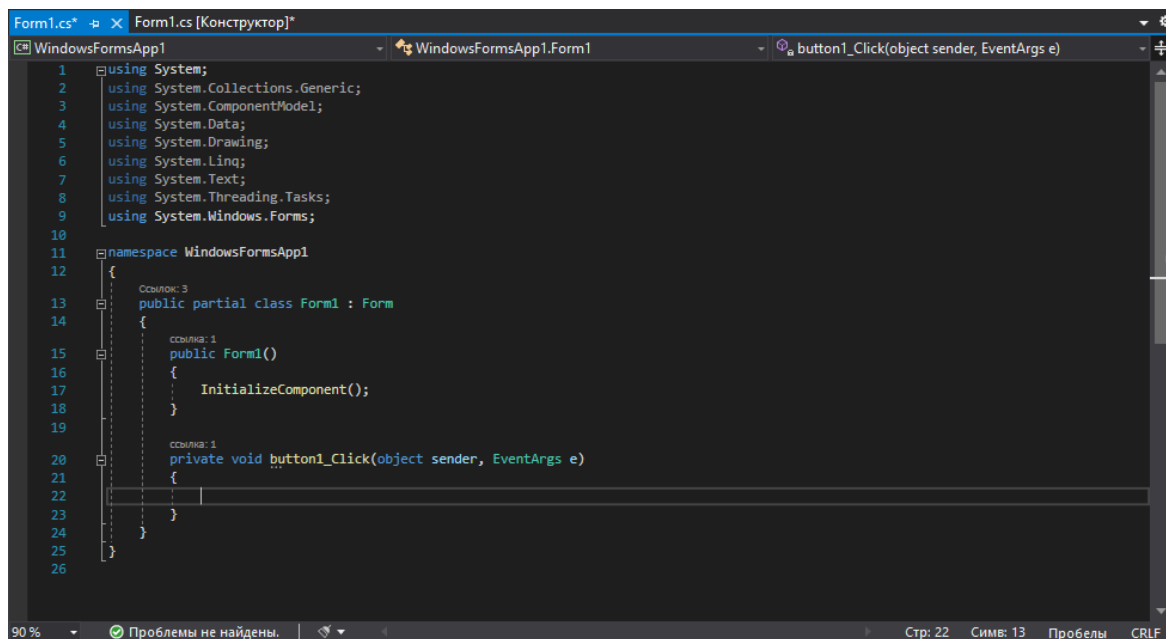 Form1.cs* Form1.cs [Конструктор]*
C# WindowsFormsApp1 WindowsFormsApp1.Form1 button1_Click(object sender, EventArgs e)
1 using System;
2 using System.Collections.Generic;
3 using System.ComponentModel;
4 using System.Data;
5 using System.Drawing;
6 using System.Linq;
7 using System.Text;
8 using System.Threading.Tasks;
9 using System.Windows.Forms;
10
11 namespace WindowsFormsApp1
12 {
Ссылок: 3
13 public partial class Form1 : Form
14 {
ссылка: 1
15 public Form1()
16 {
17 InitializeComponent();
18 }
19
ссылка: 1
20 private void button1_Click(object sender, EventArgs e)
21 {
22
23 }
24 }
25 }
26
90 % Проблемы не найдены. Стр: 22 Симв: 13 Пробелы CRLF